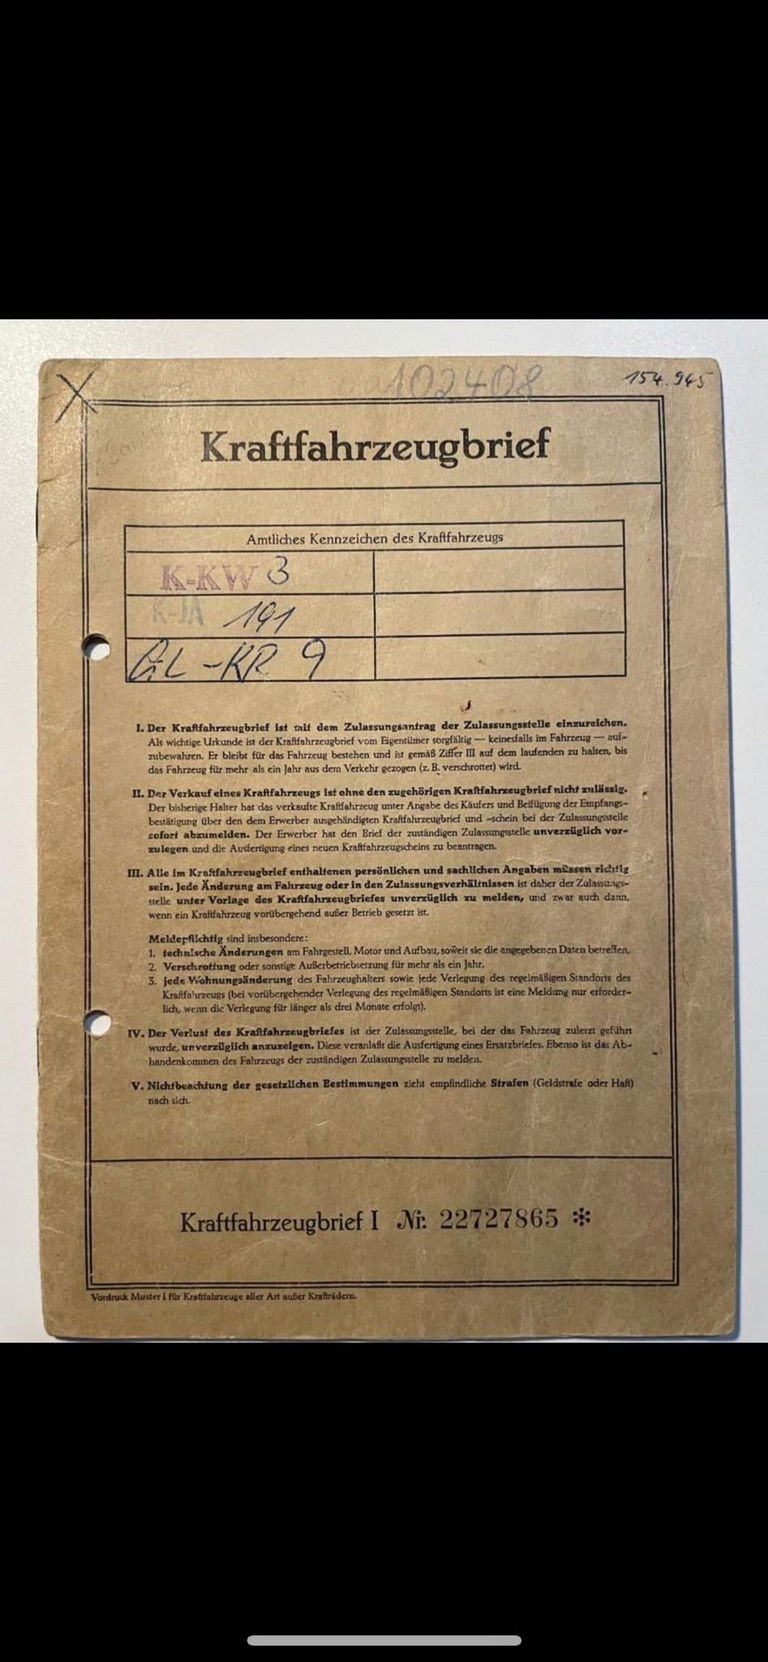 102408
154.945
Kraftfahrzeugbrief
Amtliches Kennzeichen des Kraftfahrzeugs
K-KW 3
K-JA 191
GL-KR 9
I. Der Kraftfahrzeugbrief ist mit dem Zulassungsantrag der Zulassungsstelle einzureichen.
Als wichtige Urkunde ist der Kraftfahrzeugbrief vom Eigentümer sorgfältig — keinesfalls im Fahrzeug — auf-
zubewahren. Er bleibt für das Fahrzeug bestehen und ist gemäß Ziffer III auf dem laufenden zu halten, bis
das Fahrzeug für mehr als ein Jahr aus dem Verkehr gezogen (z. B. verschrottet) wird.
II. Der Verkauf eines Kraftfahrzeugs ist ohne den zugehörigen Kraftfahrzeugbrief nicht zulässig.
Der bisherige Halter hat das verkaufte Kraftfahrzeug unter Angabe des Käufers und Beifügung der Empfangs-
bestätigung über den dem Erwerber ausgehändigten Kraftfahrzeugbrief und -schein bei der Zulassungsstelle
sofort abzumelden. Der Erwerber hat den Brief der zuständigen Zulassungsstelle unverzüglich vor-
zulegen und die Ausfertigung eines neuen Kraftfahrzeugscheins zu beantragen.
III. Alle im Kraftfahrzeugbrief enthaltenen persönlichen und sachlichen Angaben müssen richtig
sein. Jede Änderung am Fahrzeug oder in den Zulassungsverhältnissen ist daher der Zulassungs-
stelle unter Vorlage des Kraftfahrzeugbriefes unverzüglich zu melden, und zwar auch dann,
wenn ein Kraftfahrzeug vorübergehend außer Betrieb gesetzt ist.
Meldepflichtig sind insbesondere:
1. technische Änderungen am Fahrgestell, Motor und Aufbau, soweit sie die angegebenen Daten betreffen,
2. Verschrottung oder sonstige Außerbetriebsetzung für mehr als ein Jahr,
3. jede Wohnungsänderung des Fahrzeughalters sowie jede Verlegung des regelmäßigen Standorts des
Kraftfahrzeugs (bei vorübergehender Verlegung des regelmäßigen Standorts ist eine Meldung nur erforder-
lich, wenn die Verlegung für länger als drei Monate erfolgt).
IV. Der Verlust des Kraftfahrzeugbriefes ist der Zulassungsstelle, bei der das Fahrzeug zuletzt geführt
wurde, unverzüglich anzuzeigen. Diese veranlaßt die Ausfertigung eines Ersatzbriefes. Ebenso ist das Ab-
handenkommen des Fahrzeugs der zuständigen Zulassungsstelle zu melden.
V. Nichtbeachtung der gesetzlichen Bestimmungen zieht empfindliche Strafen (Geldstrafe oder Haft)
nach sich.
Kraftfahrzeugbrief I Nr. 22727865 *
Vordruck Muster I für Kraftfahrzeuge aller Art außer Krafträdern.